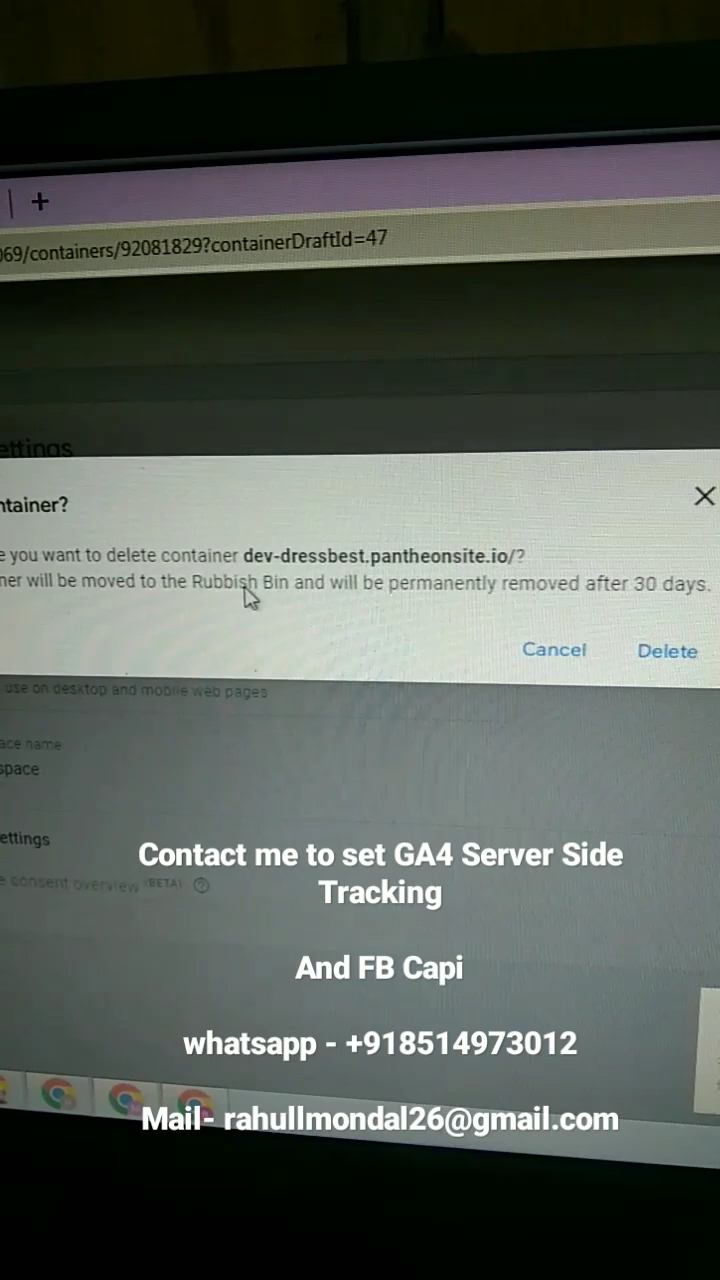 +
069/containers/92081829?containerDraftId=47
ettings
ntainer?
e you want to delete container dev-dressbest.pantheonsite.io/?
ner will be moved to the Rubbish Bin and will be permanently removed after 30 days.
Cancel Delete
use on desktop and mobile web pages
ace name
space
ettings
e consent overview (BETA) ?
Contact me to set GA4 Server Side
Tracking
And FB Capi
whatsapp - +918514973012
Mail- rahullmondal26@gmail.com